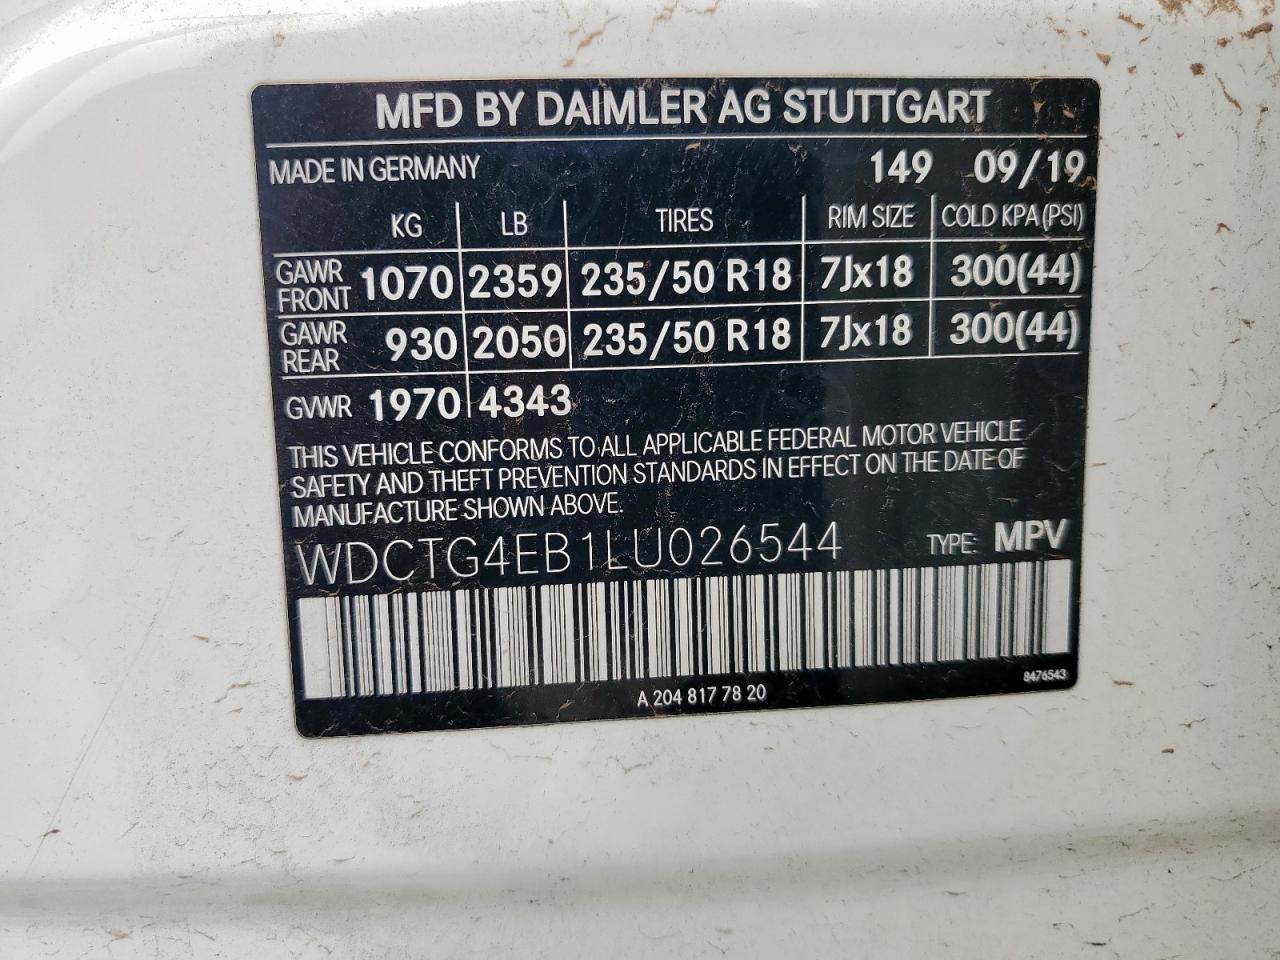 MFD BY DAIMLER AG STUTTGART
MADE IN GERMANY 149 09/19
KG LB TIRES RIM SIZE COLD KPA (PSI)
GAWR FRONT 1070 2359 235/50 R18 7Jx18 300(44)
GAWR REAR 930 2050 235/50 R18 7Jx18 300(44)
GVWR 1970 4343
THIS VEHICLE CONFORMS TO ALL APPLICABLE FEDERAL MOTOR VEHICLE
SAFETY AND THEFT PREVENTION STANDARDS IN EFFECT ON THE DATE OF
MANUFACTURE SHOWN ABOVE.
WDCTG4EB1LU026544 TYPE: MPV
8476543
A 204 817 78 20